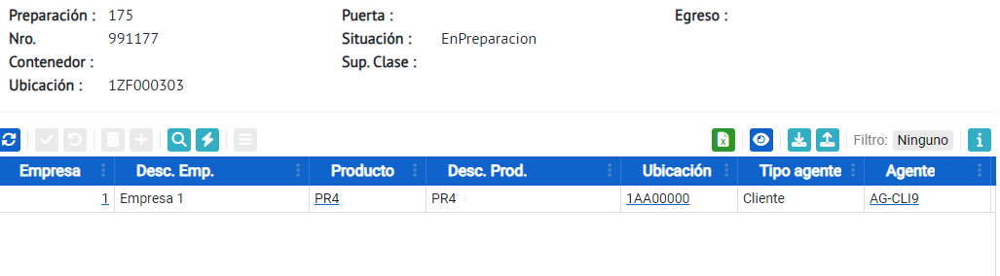 Preparación : 175 Puerta : Egreso :
Nro. 991177 Situación : EnPreparacion
Contenedor : Sup. Clase :
Ubicación : 1ZF000303
Filtro: Ninguno
Empresa Desc. Emp. Producto Desc. Prod. Ubicación Tipo agente Agente
1 Empresa 1 PR4 PR4 1AA00000 Cliente AG-CLI9